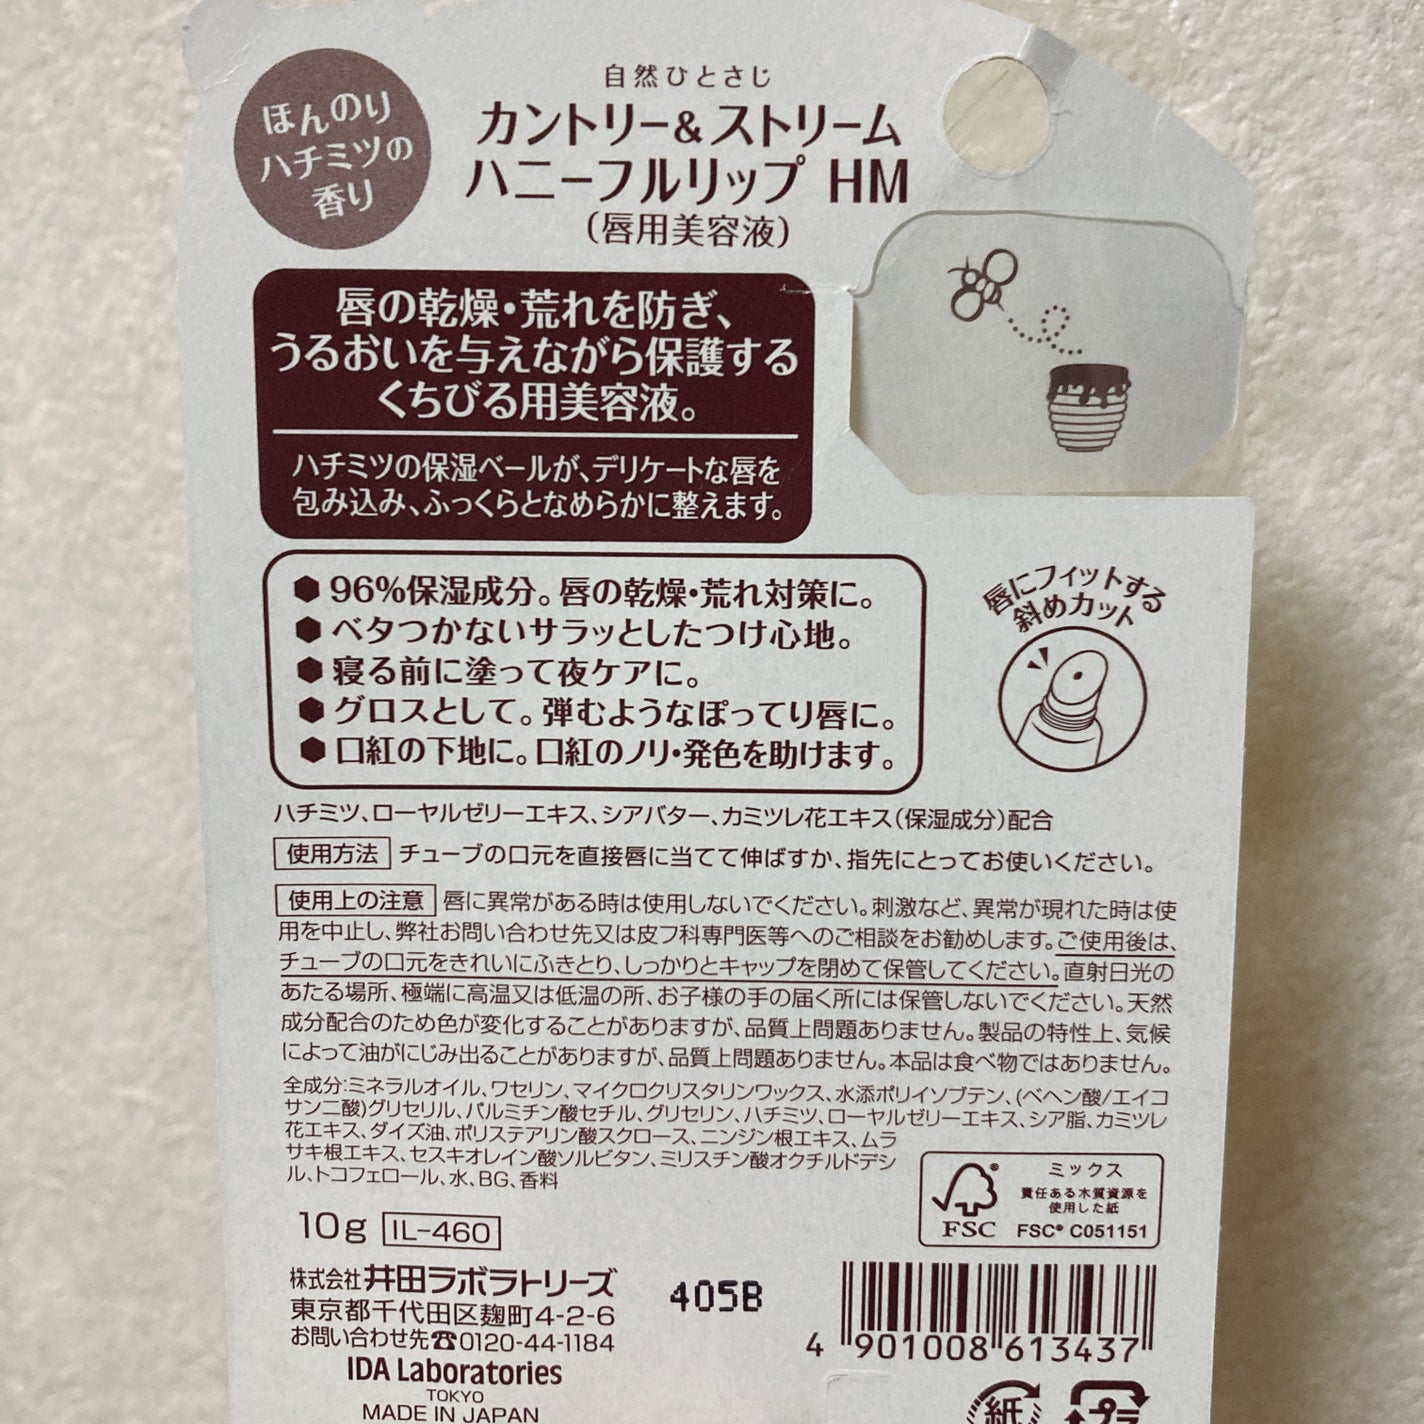 ほんのり
ハチミツの
香り
自然ひとさじ
カントリー&ストリーム
ハニーフルリップ HM
(唇用美容液)
唇の乾燥・荒れを防ぎ、
うるおいを与えながら保護する
くちびる用美容液。
ハチミツの保湿ベールが、デリケートな唇を
包み込み、ふっくらとなめらかに整えます。
96%保湿成分。唇の乾燥・荒れ対策に。
ベタつかないサラッとしたつけ心地。
寝る前に塗って夜ケアに。
グロスとして。弾むようなぽってり唇に。
口紅の下地に。口紅のノリ・発色を助けます。
唇にフィットする
斜めカット
ハチミツ、ローヤルゼリーエキス、シアバター、カミツレ花エキス(保湿成分)配合
使用方法 チューブの口元を直接唇に当てて伸ばすか、指先にとってお使いください。
使用上の注意 唇に異常がある時は使用しないでください。刺激など、異常が現れた時は使
用を中止し、弊社お問い合わせ先又は皮フ科専門医等へのご相談をお勧めします。ご使用後は、
チューブの口元をきれいにふきとり、しっかりとキャップを閉めて保管してください。直射日光の
あたる場所、極端に高温又は低温の所、お子様の手の届く所には保管しないでください。天然
成分配合のため色が変化することがありますが、品質上問題ありません。製品の特性上、気候
によって油がにじみ出ることがありますが、品質上問題ありません。本品は食べ物ではありません。
全成分:ミネラルオイル、ワセリン、マイクロクリスタリンワックス、水添ポリイソブテン、(ベヘン酸/エイコ
サン二酸)グリセリル、パルミチン酸セチル、グリセリン、ハチミツ、ローヤルゼリーエキス、シア脂、カミツレ
花エキス、ダイズ油、ポリステアリン酸スクロース、ニンジン根エキス、ムラ
サキ根エキス、セスキオレイン酸ソルビタン、ミリスチン酸オクチルドデシ
ル、トコフェロール、水、BG、香料
ミックス
責任ある木質資源を
使用した紙
FSC
FSC® C051151
10g IL-460
株式会社 井田ラボラトリーズ
東京都千代田区麹町4-2-6
お問い合わせ先☎0120-44-1184
IDA Laboratories
TOKYO
MADE IN JAPAN
405B
4 901008 613437
紙
プラ